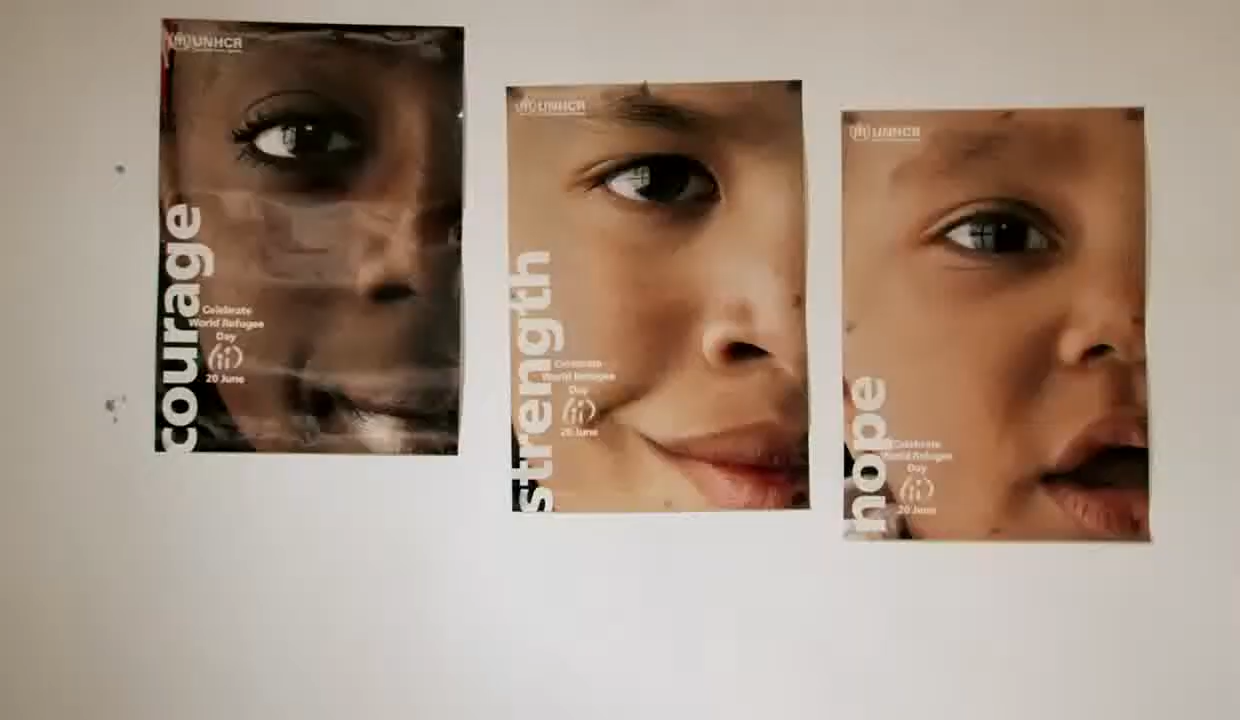 UNHCR
courage
Celebrate
World Refugee
Day
20 June
UNHCR
strength
Celebrate
World Refugee
Day
20 June
UNHCR
hope
Celebrate
World Refugee
Day
20 June